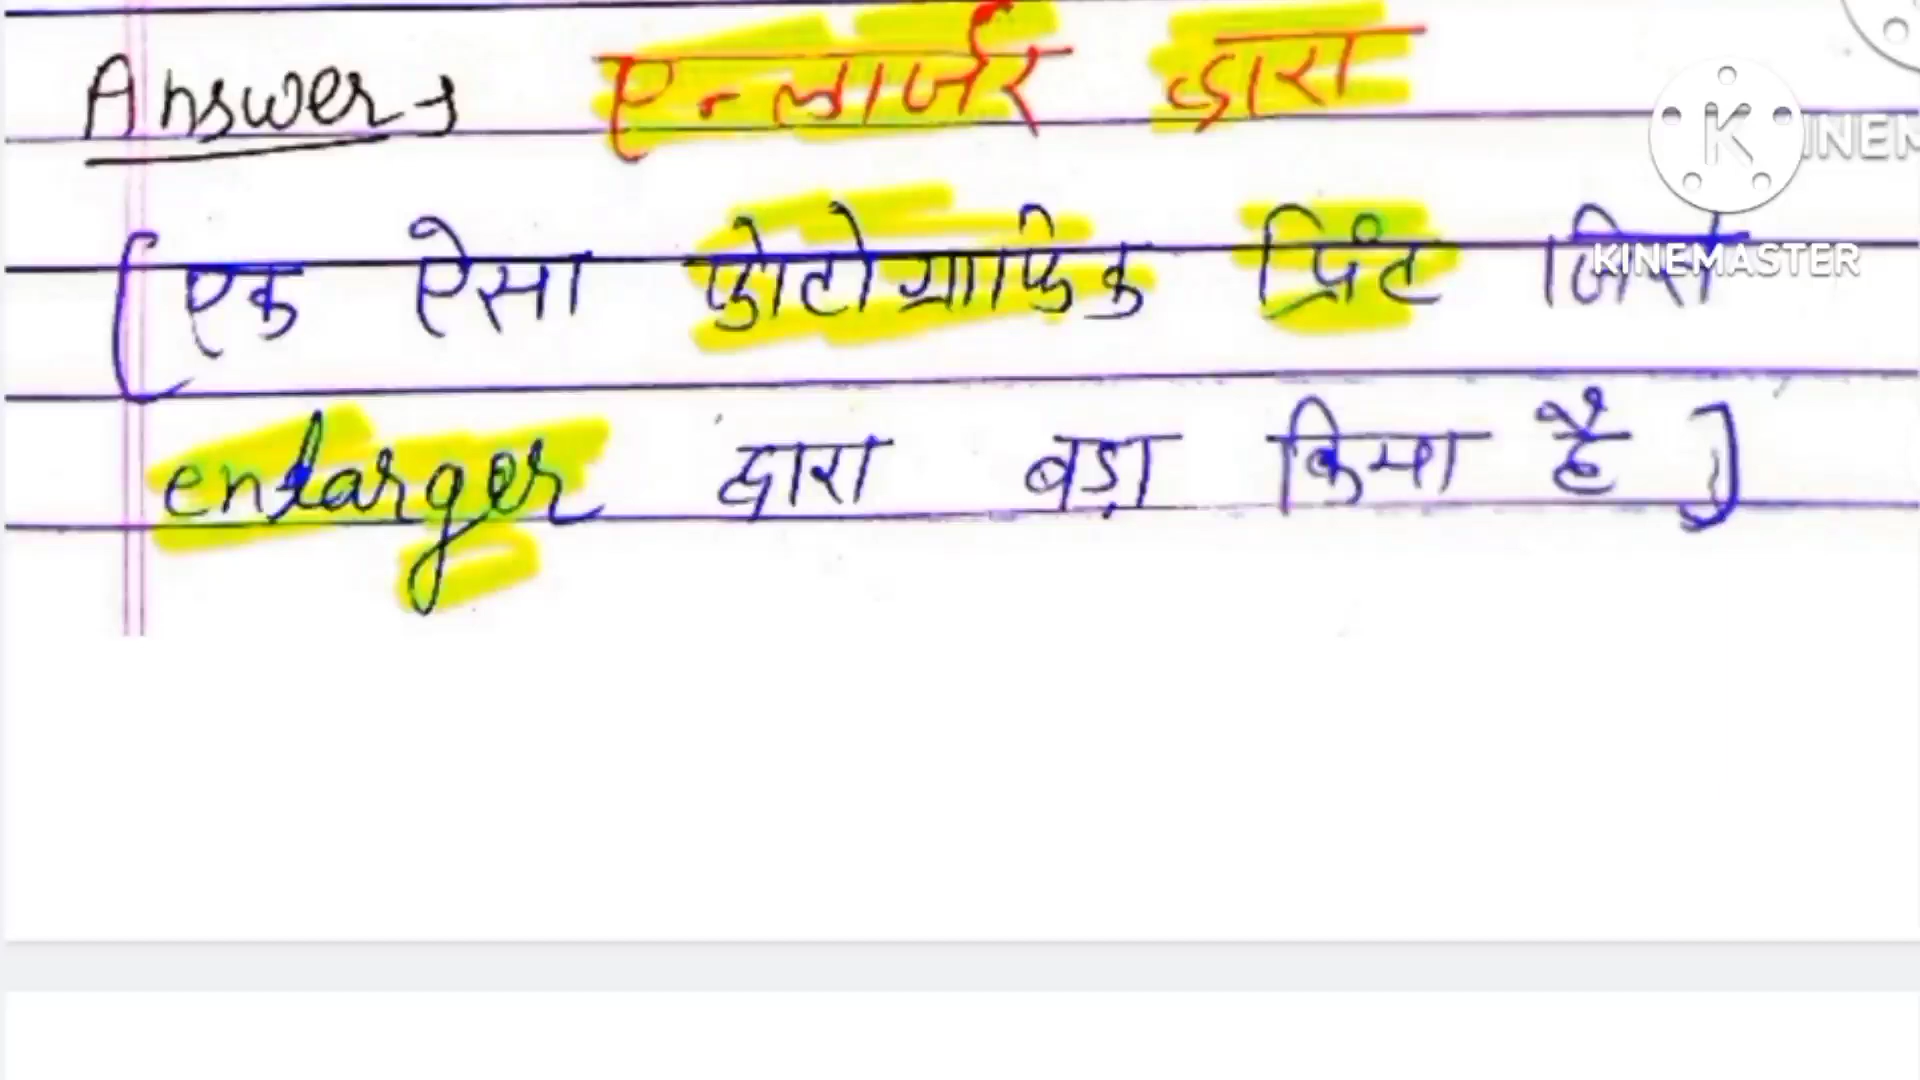 Answer → एन्लार्जर द्वारा
[ एक ऐसा फोटोग्राफिक प्रिंट जिसे
KINEMASTER
enlarger द्वारा बड़ा किया है ]